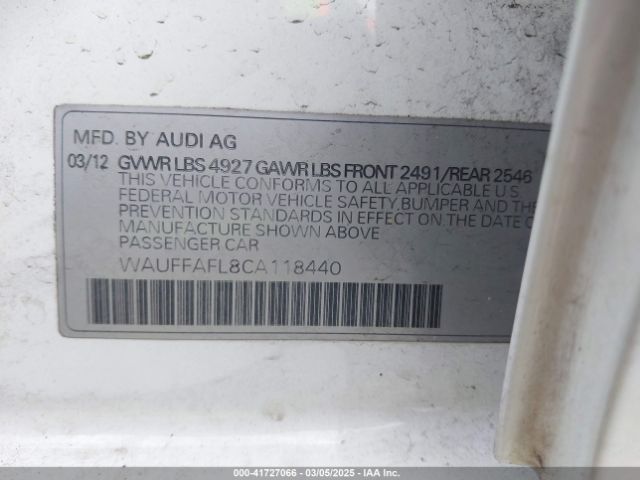 MFD. BY AUDI AG
03/12 GVWR LBS 4927 GAWR LBS FRONT 2491/REAR 2546
THIS VEHICLE CONFORMS TO ALL APPLICABLE U.S.
FEDERAL MOTOR VEHICLE SAFETY, BUMPER AND THE
PREVENTION STANDARDS IN EFFECT ON THE DATE O
MANUFACTURE SHOWN ABOVE
PASSENGER CAR
WAUFFAFL8CA118440
000-41727066 — 03/05/2025 — IAA Inc.